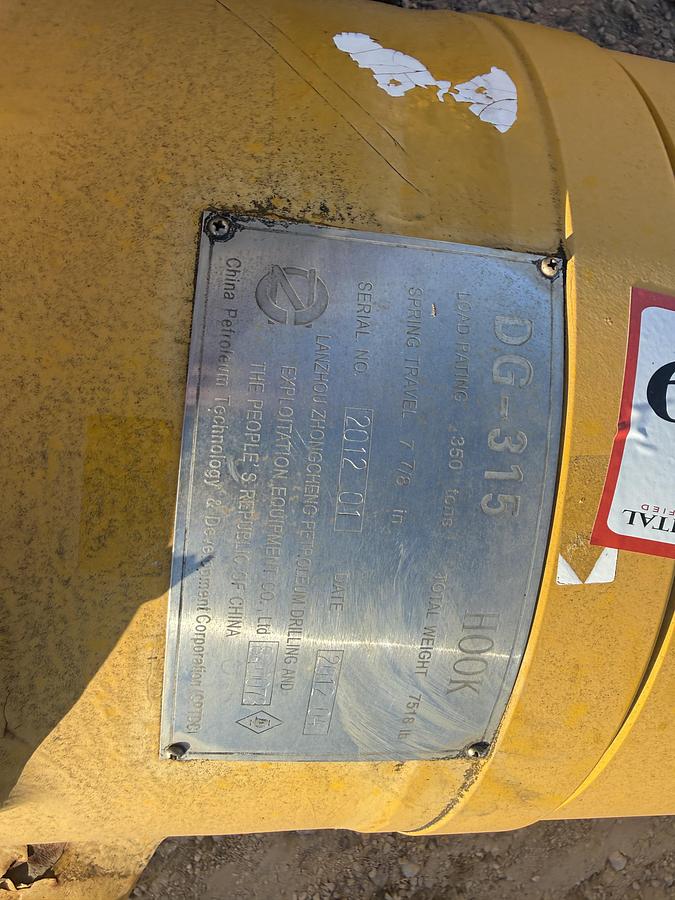 DG-315 HOOK
LOAD RATING 350 tons TOTAL WEIGHT 7518 lb
SPRING TRAVEL 7 7/8 in
SERIAL NO. 2012 01 DATE 2012 04
LANZHOU ZHONGCHENG PETROLEUM DRILLING AND
EXPLOITATION EQUIPMENT CO., Ltd
THE PEOPLE'S REPUBLIC OF CHINA
China Petroleum Technology & Development Corporation (CPTDC)